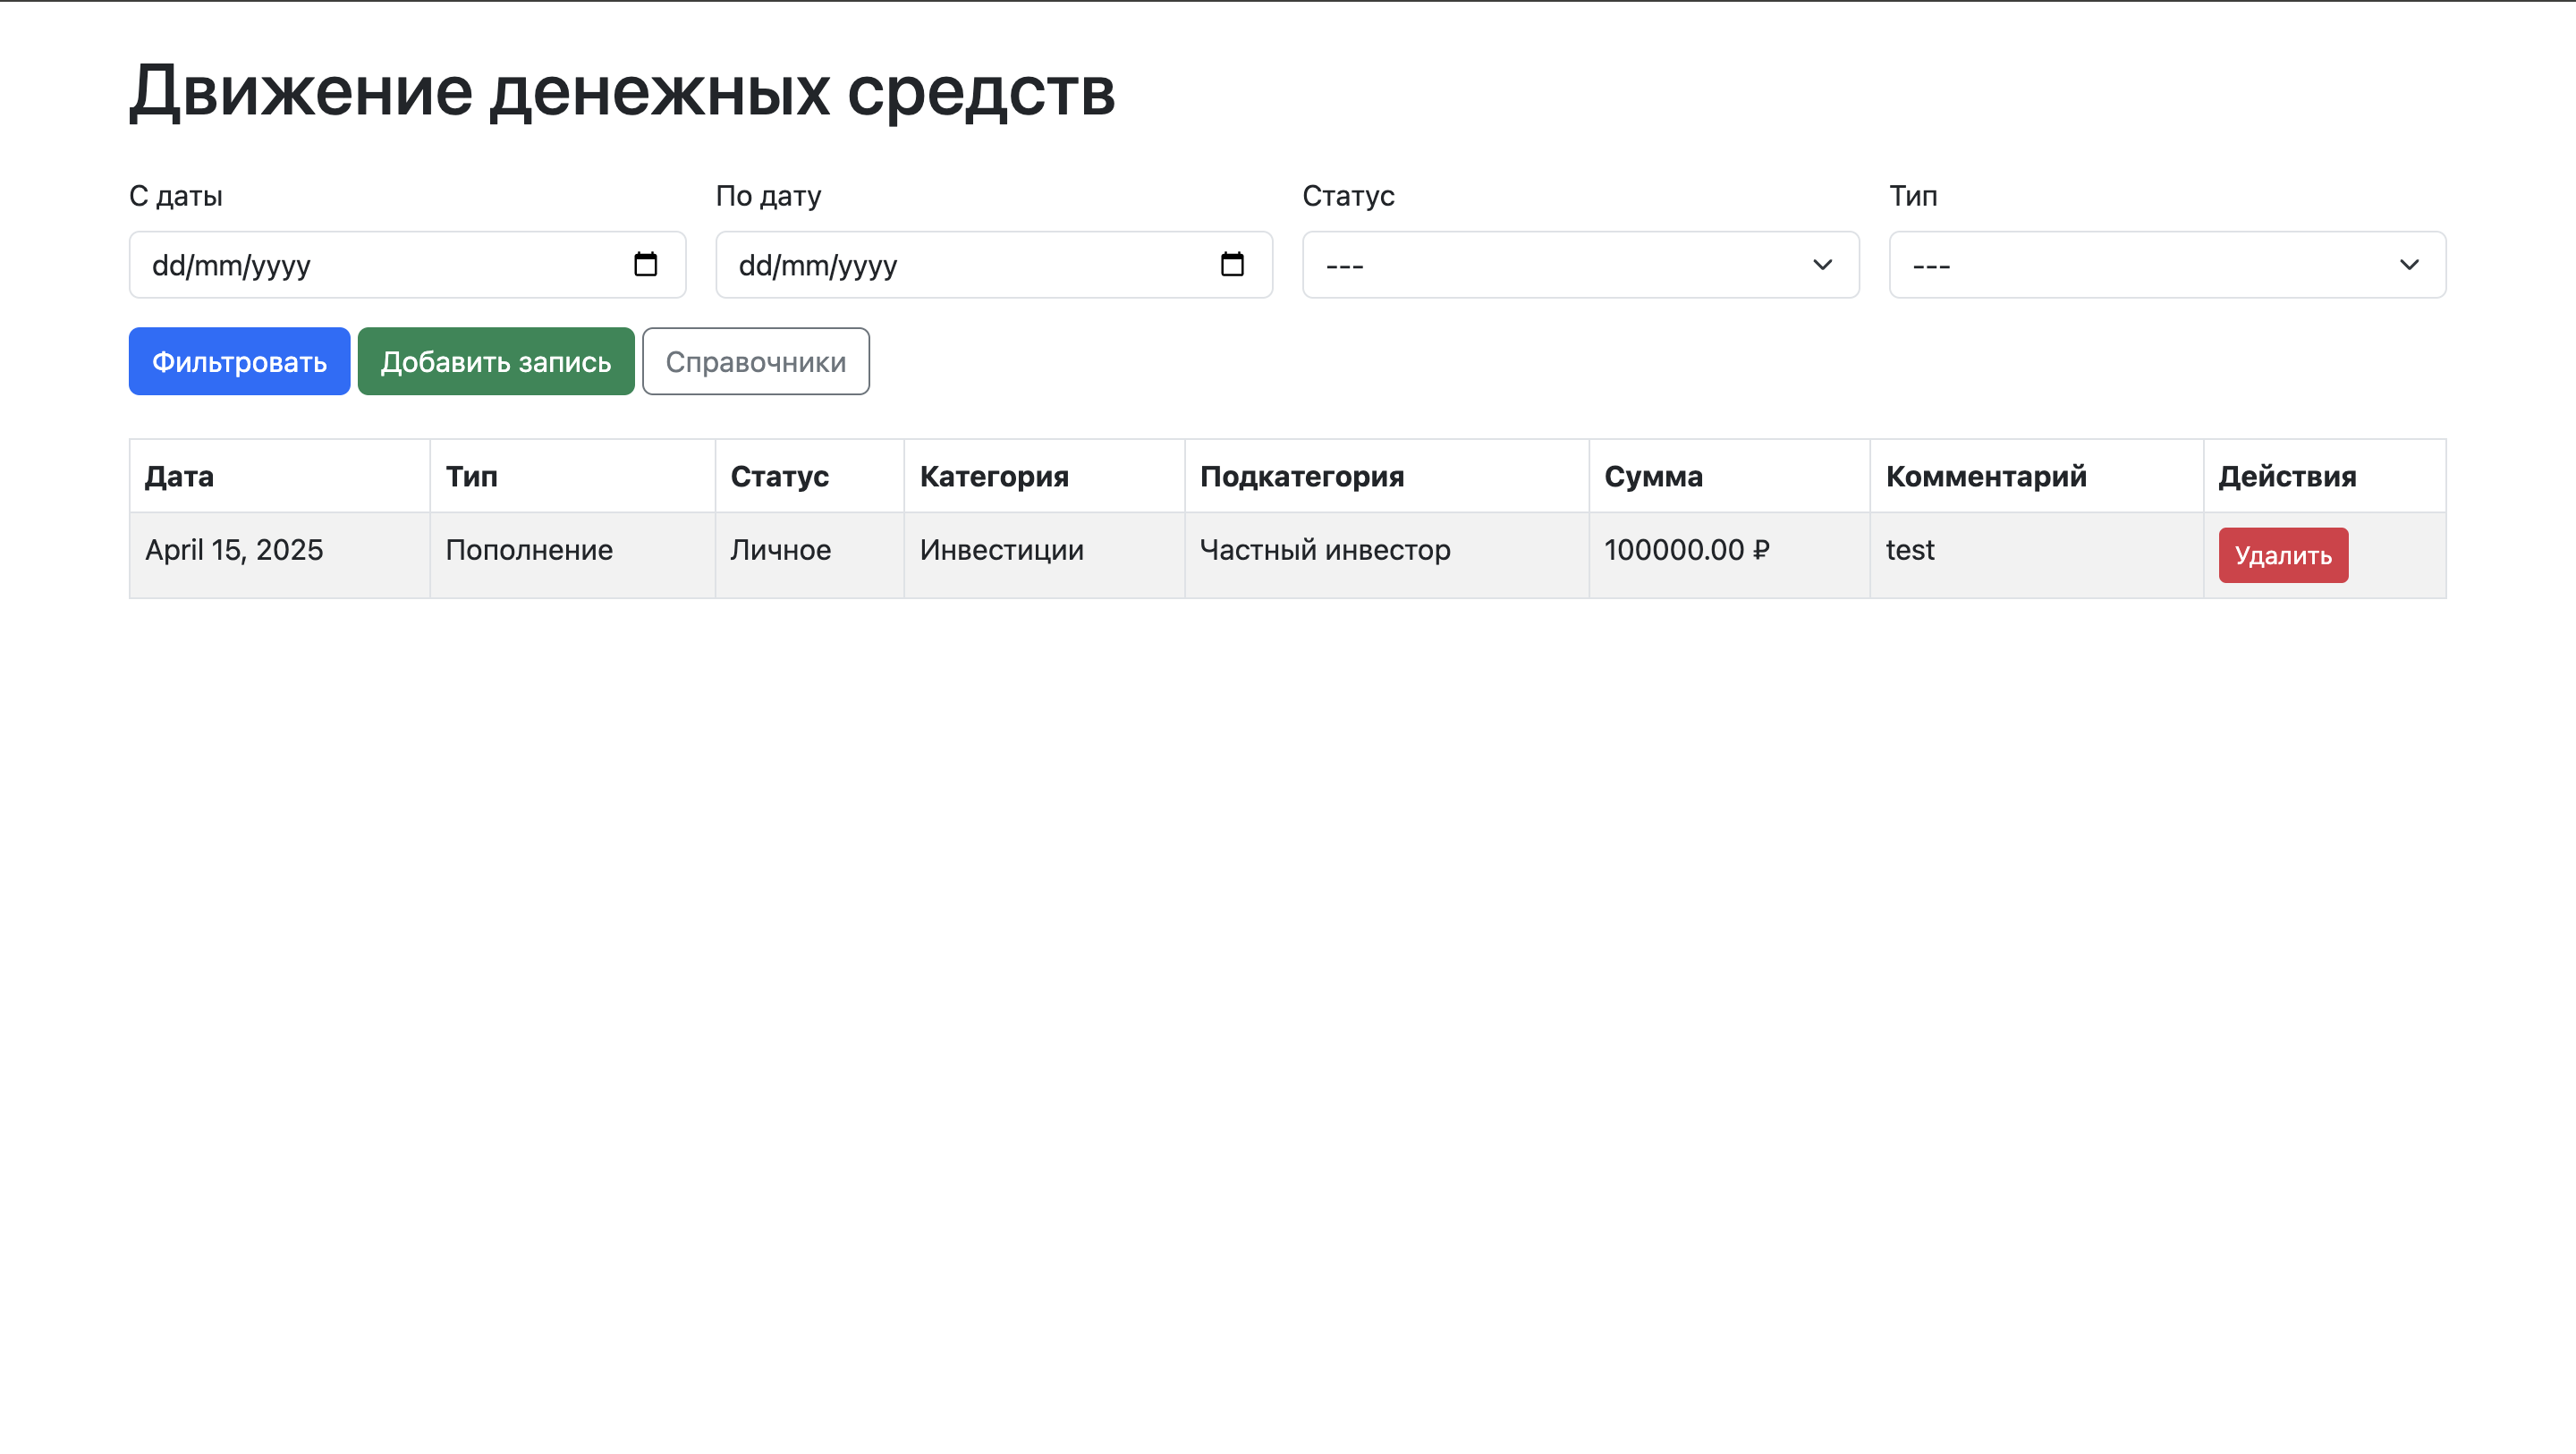 Движение денежных средств
С даты По дату Статус Тип
dd/mm/yyyy dd/mm/yyyy --- ---
Фильтровать Добавить запись Справочники
Дата Тип Статус Категория Подкатегория Сумма Комментарий Действия
April 15, 2025 Пополнение Личное Инвестиции Частный инвестор 100000.00 ₽ test Удалить